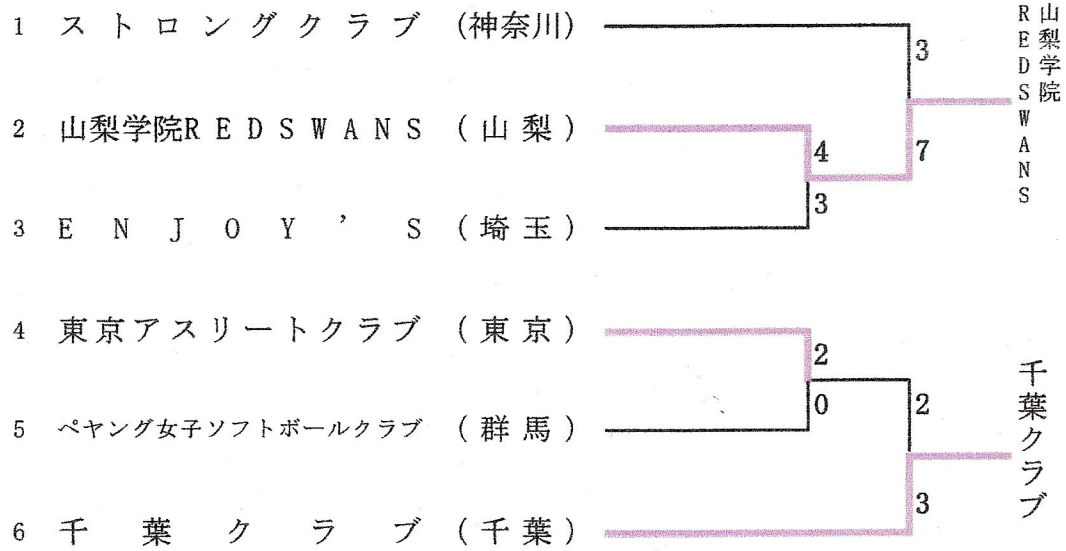 1 ストロングクラブ (神奈川)
3
2 山梨学院REDSWANS (山梨)
4
7
3
3 ENJOY’S (埼玉)
山梨学院
REDSWANS
4 東京アスリートクラブ (東京)
2
0
2
5 ペヤング女子ソフトボールクラブ (群馬)
3
6 千葉クラブ (千葉)
千葉クラブ